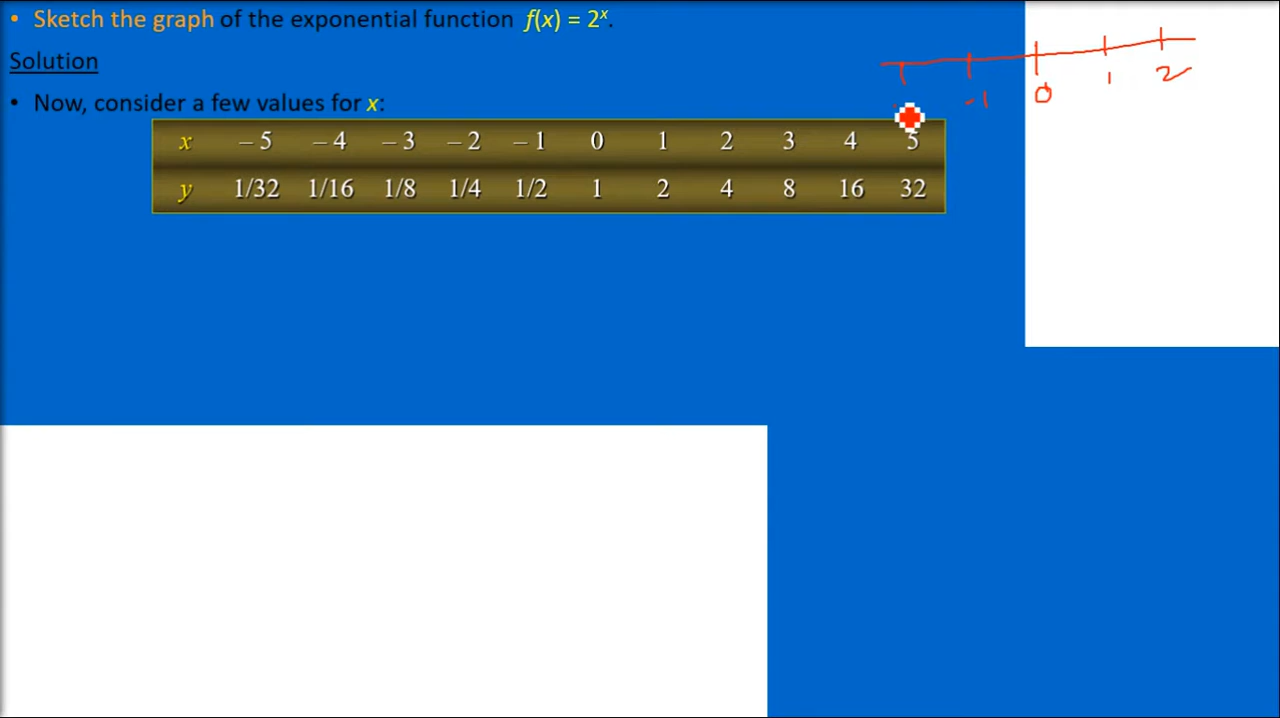 • Sketch the graph of the exponential function f(x) = 2ˣ.
Solution
• Now, consider a few values for x:
-1 0 1 2
x – 5 – 4 – 3 – 2 – 1 0 1 2 3 4 5
y 1/32 1/16 1/8 1/4 1/2 1 2 4 8 16 32